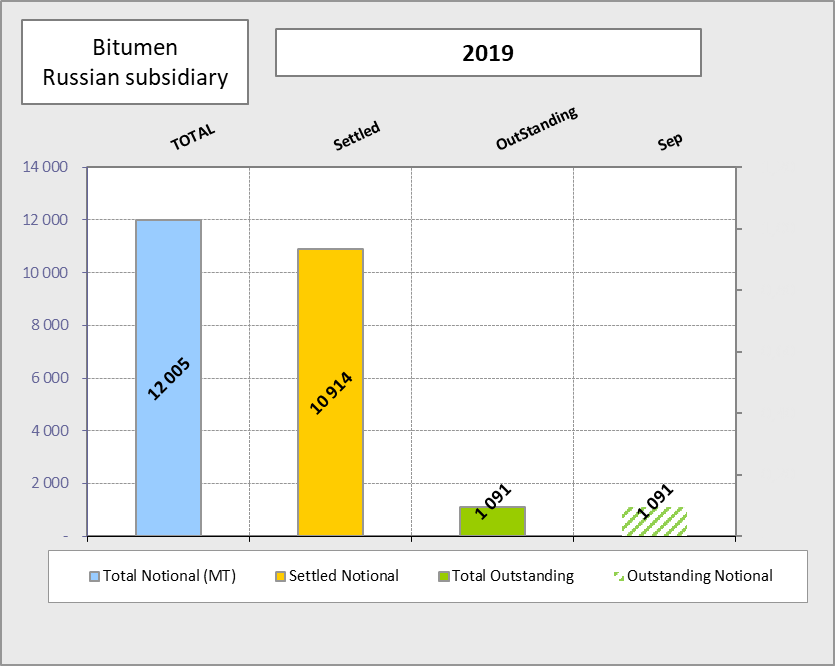 Bitumen
Russian subsidiary
2019
TOTAL
Settled
OutStanding
Sep
14 000
12 000
10 000
8 000
6 000
4 000
2 000
-
12 005
10 914
1 091
1 091
Total Notional (MT)
Settled Notional
Total Outstanding
Outstanding Notional